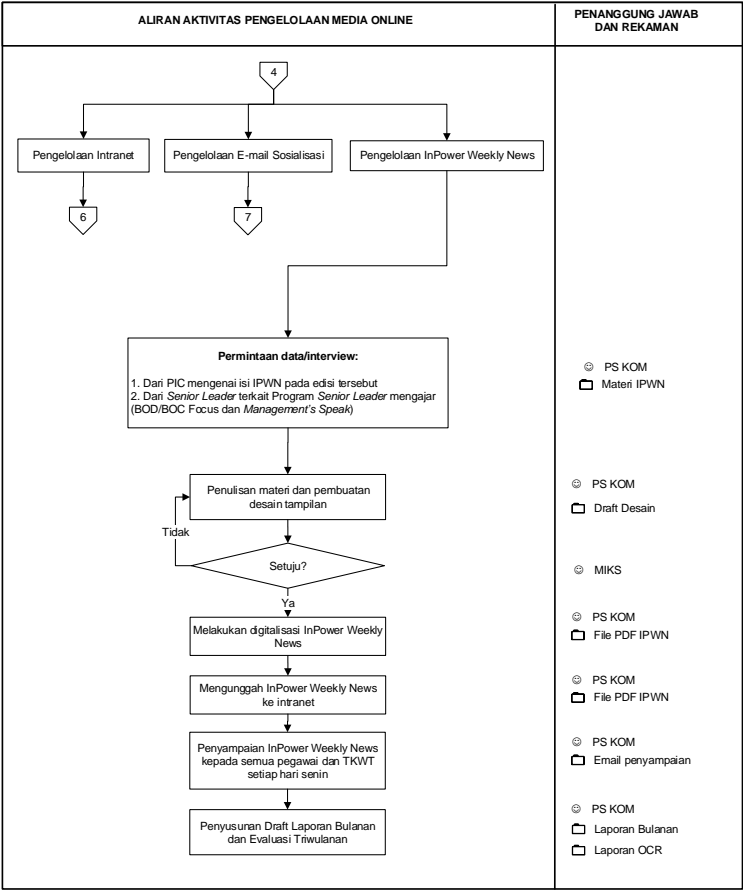 ALIRAN AKTIVITAS PENGELOLAAN MEDIA ONLINE
PENANGGUNG JAWAB
DAN REKAMAN
4
Pengelolaan Intranet
Pengelolaan E-mail Sosialisasi
Pengelolaan InPower Weekly News
6
7
Permintaan data/interview:
1. Dari PIC mengenai isi IPWN pada edisi tersebut
2. Dari Senior Leader terkait Program Senior Leader mengajar
(BOD/BOC Focus dan Management's Speak)
PS KOM
Materi IPWN
Penulisan materi dan pembuatan
desain tampilan
PS KOM
Draft Desain
Tidak
Setuju?
MIKS
Ya
Melakukan digitalisasi InPower Weekly
News
PS KOM
File PDF IPWN
Mengunggah InPower Weekly News
ke intranet
PS KOM
File PDF IPWN
Penyampaian InPower Weekly News
kepada semua pegawai dan TKWT
setiap hari senin
PS KOM
Email penyampaian
Penyusunan Draft Laporan Bulanan
dan Evaluasi Triwulanan
PS KOM
Laporan Bulanan
Laporan OCR